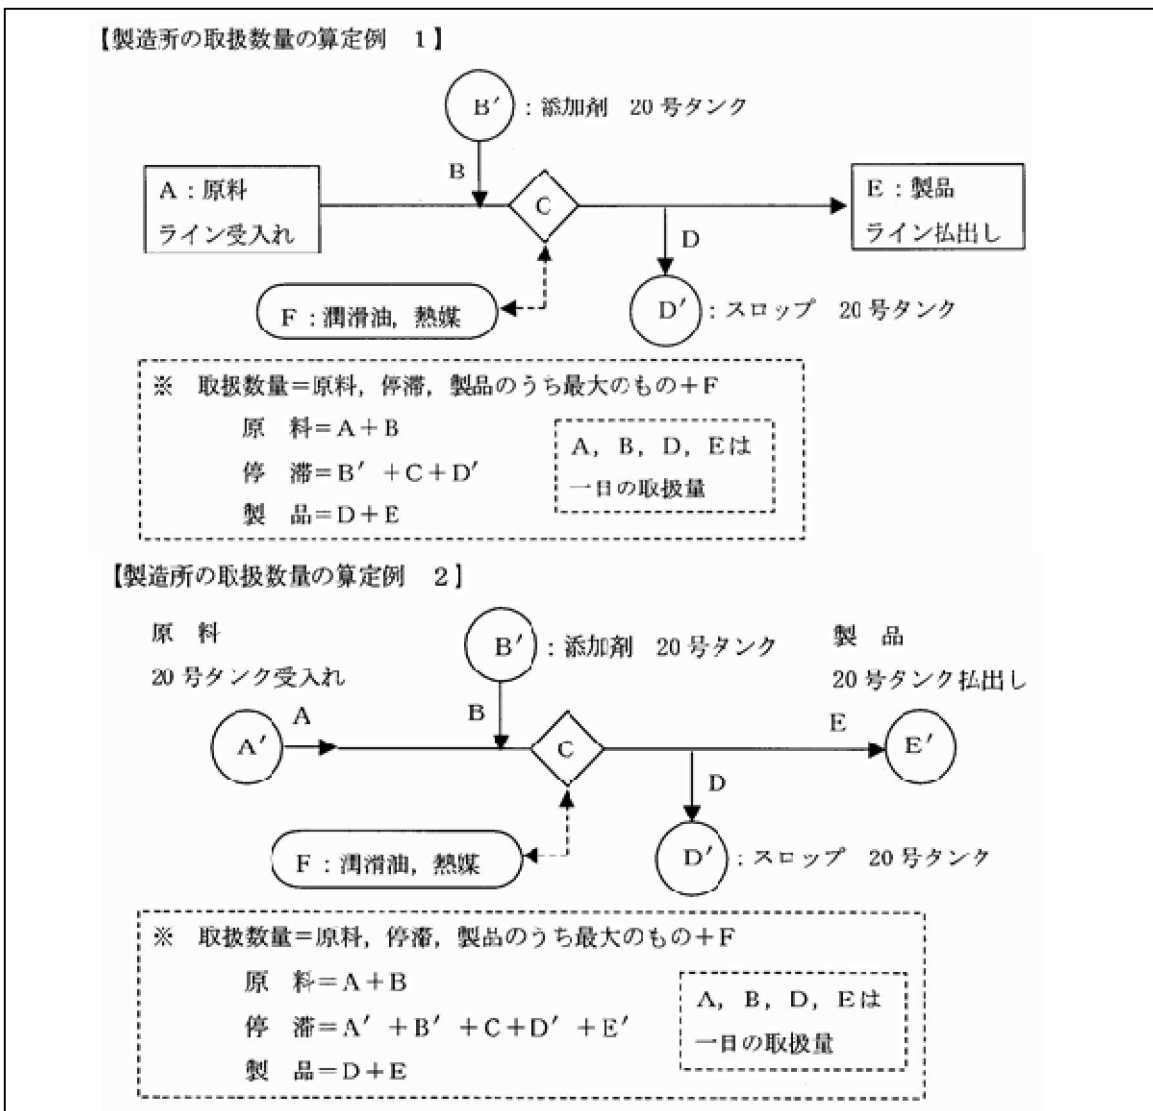 【製造所の取扱数量の算定例　1】
B′：添加剤　20号タンク
B
A：原料
ライン受入れ
C
E：製品
ライン払出し
D
F：潤滑油，熱媒
D′：スロップ　20号タンク
※　取扱数量＝原料，停滞，製品のうち最大のもの＋F
原　料＝A＋B
停　滞＝B′＋C＋D′
製　品＝D＋E
A，B，D，Eは
一日の取扱量
【製造所の取扱数量の算定例　2】
原　料
20号タンク受入れ
B′：添加剤　20号タンク
製　品
20号タンク払出し
A
B
E
A′
C
E′
D
F：潤滑油，熱媒
D′：スロップ　20号タンク
※　取扱数量＝原料，停滞，製品のうち最大のもの＋F
原　料＝A＋B
停　滞＝A′＋B′＋C＋D′＋E′
製　品＝D＋E
A，B，D，Eは
一日の取扱量